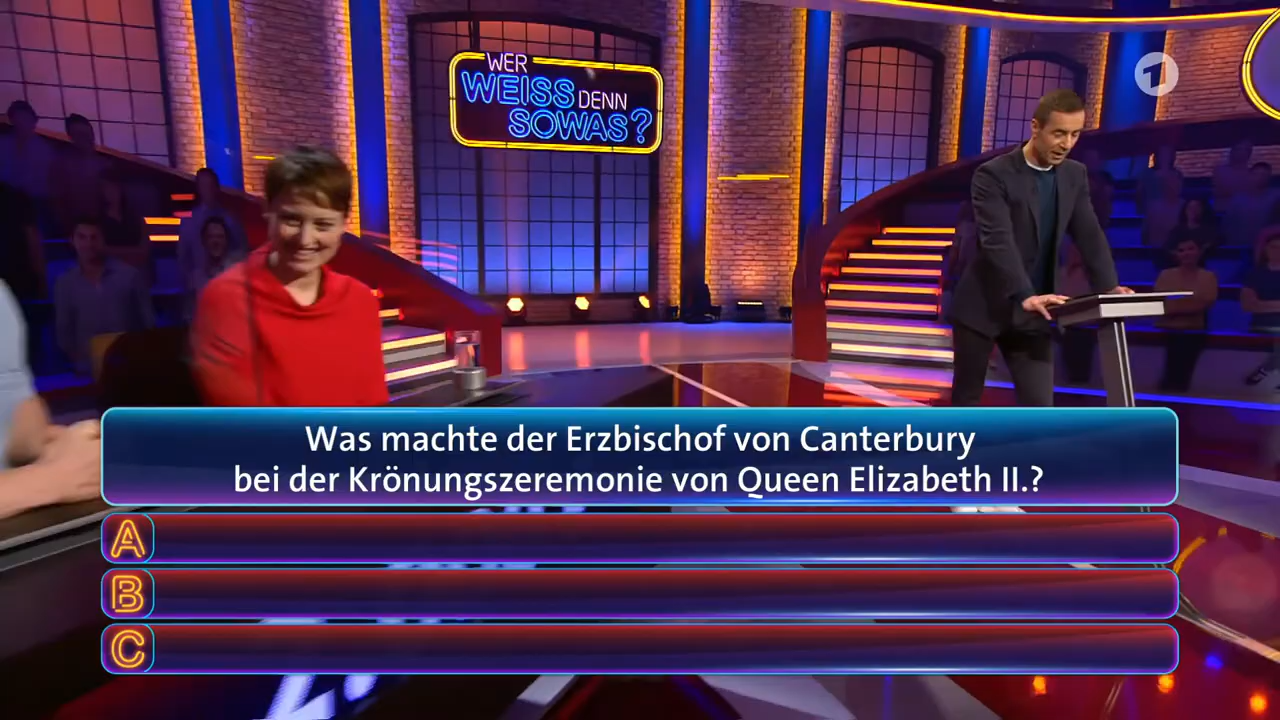 WER
WEISS DENN
SOWAS?
1
Was machte der Erzbischof von Canterbury
bei der Krönungszeremonie von Queen Elizabeth II.?
A
B
C